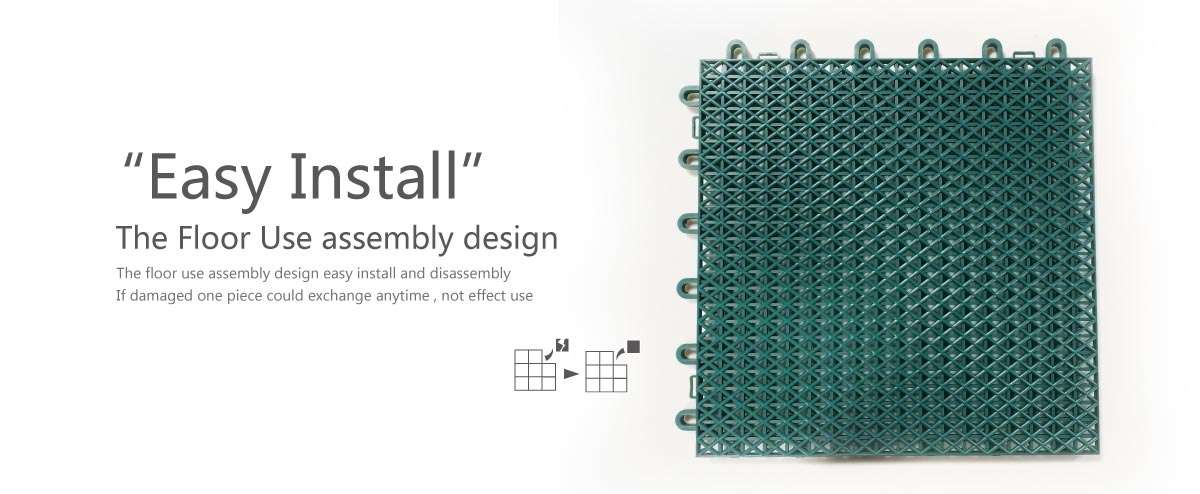 “Easy Install”
The Floor Use assembly design
The floor use assembly design easy install and disassembly
If damaged one piece could exchange anytime , not effect use